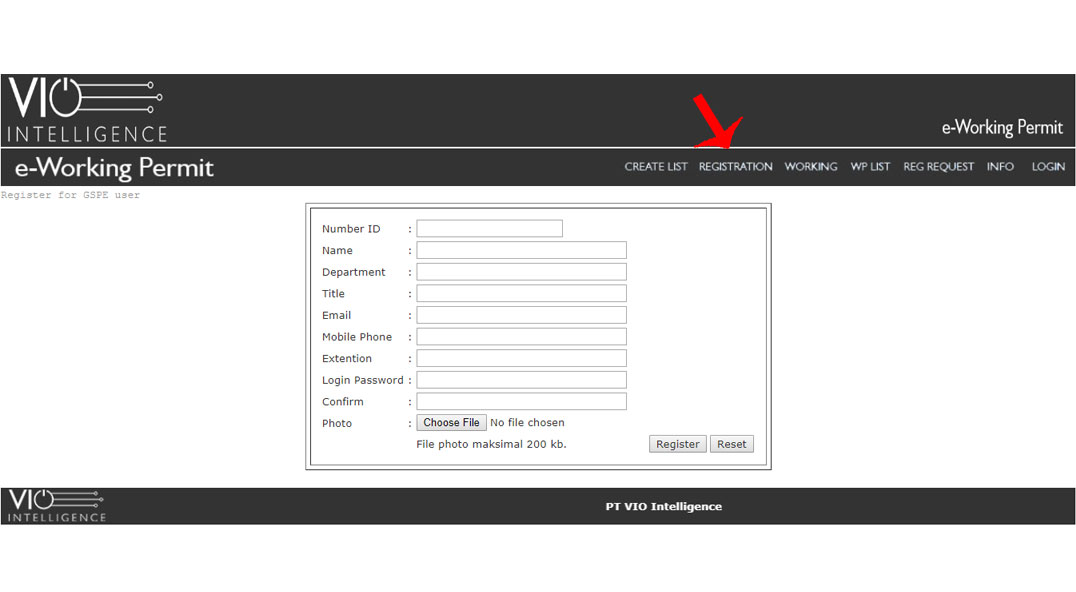 VIO
INTELLIGENCE
e-Working Permit
e-Working Permit
CREATE LIST REGISTRATION WORKING WP LIST REG REQUEST INFO LOGIN
Register for GSPE user
Number ID :
Name :
Department :
Title :
Email :
Mobile Phone :
Extention :
Login Password :
Confirm :
Photo : Choose File No file chosen
File photo maksimal 200 kb. Register Reset
VIO
INTELLIGENCE
PT VIO Intelligence